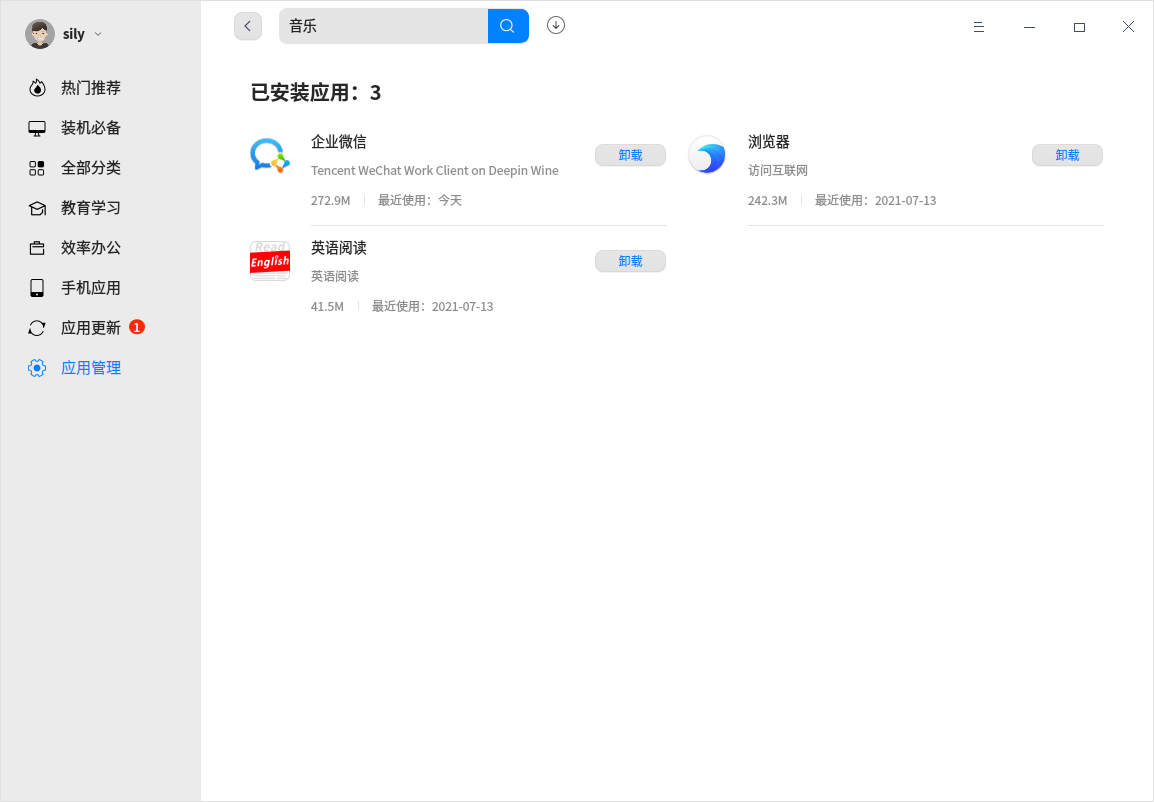 sily
音乐
热门推荐
装机必备
全部分类
教育学习
效率办公
手机应用
应用更新 1
应用管理
已安装应用：3
企业微信
Tencent WeChat Work Client on Deepin Wine
272.9M 最近使用：今天
卸载
浏览器
访问互联网
242.3M 最近使用：2021-07-13
卸载
Read
English
英语阅读
英语阅读
41.5M 最近使用：2021-07-13
卸载